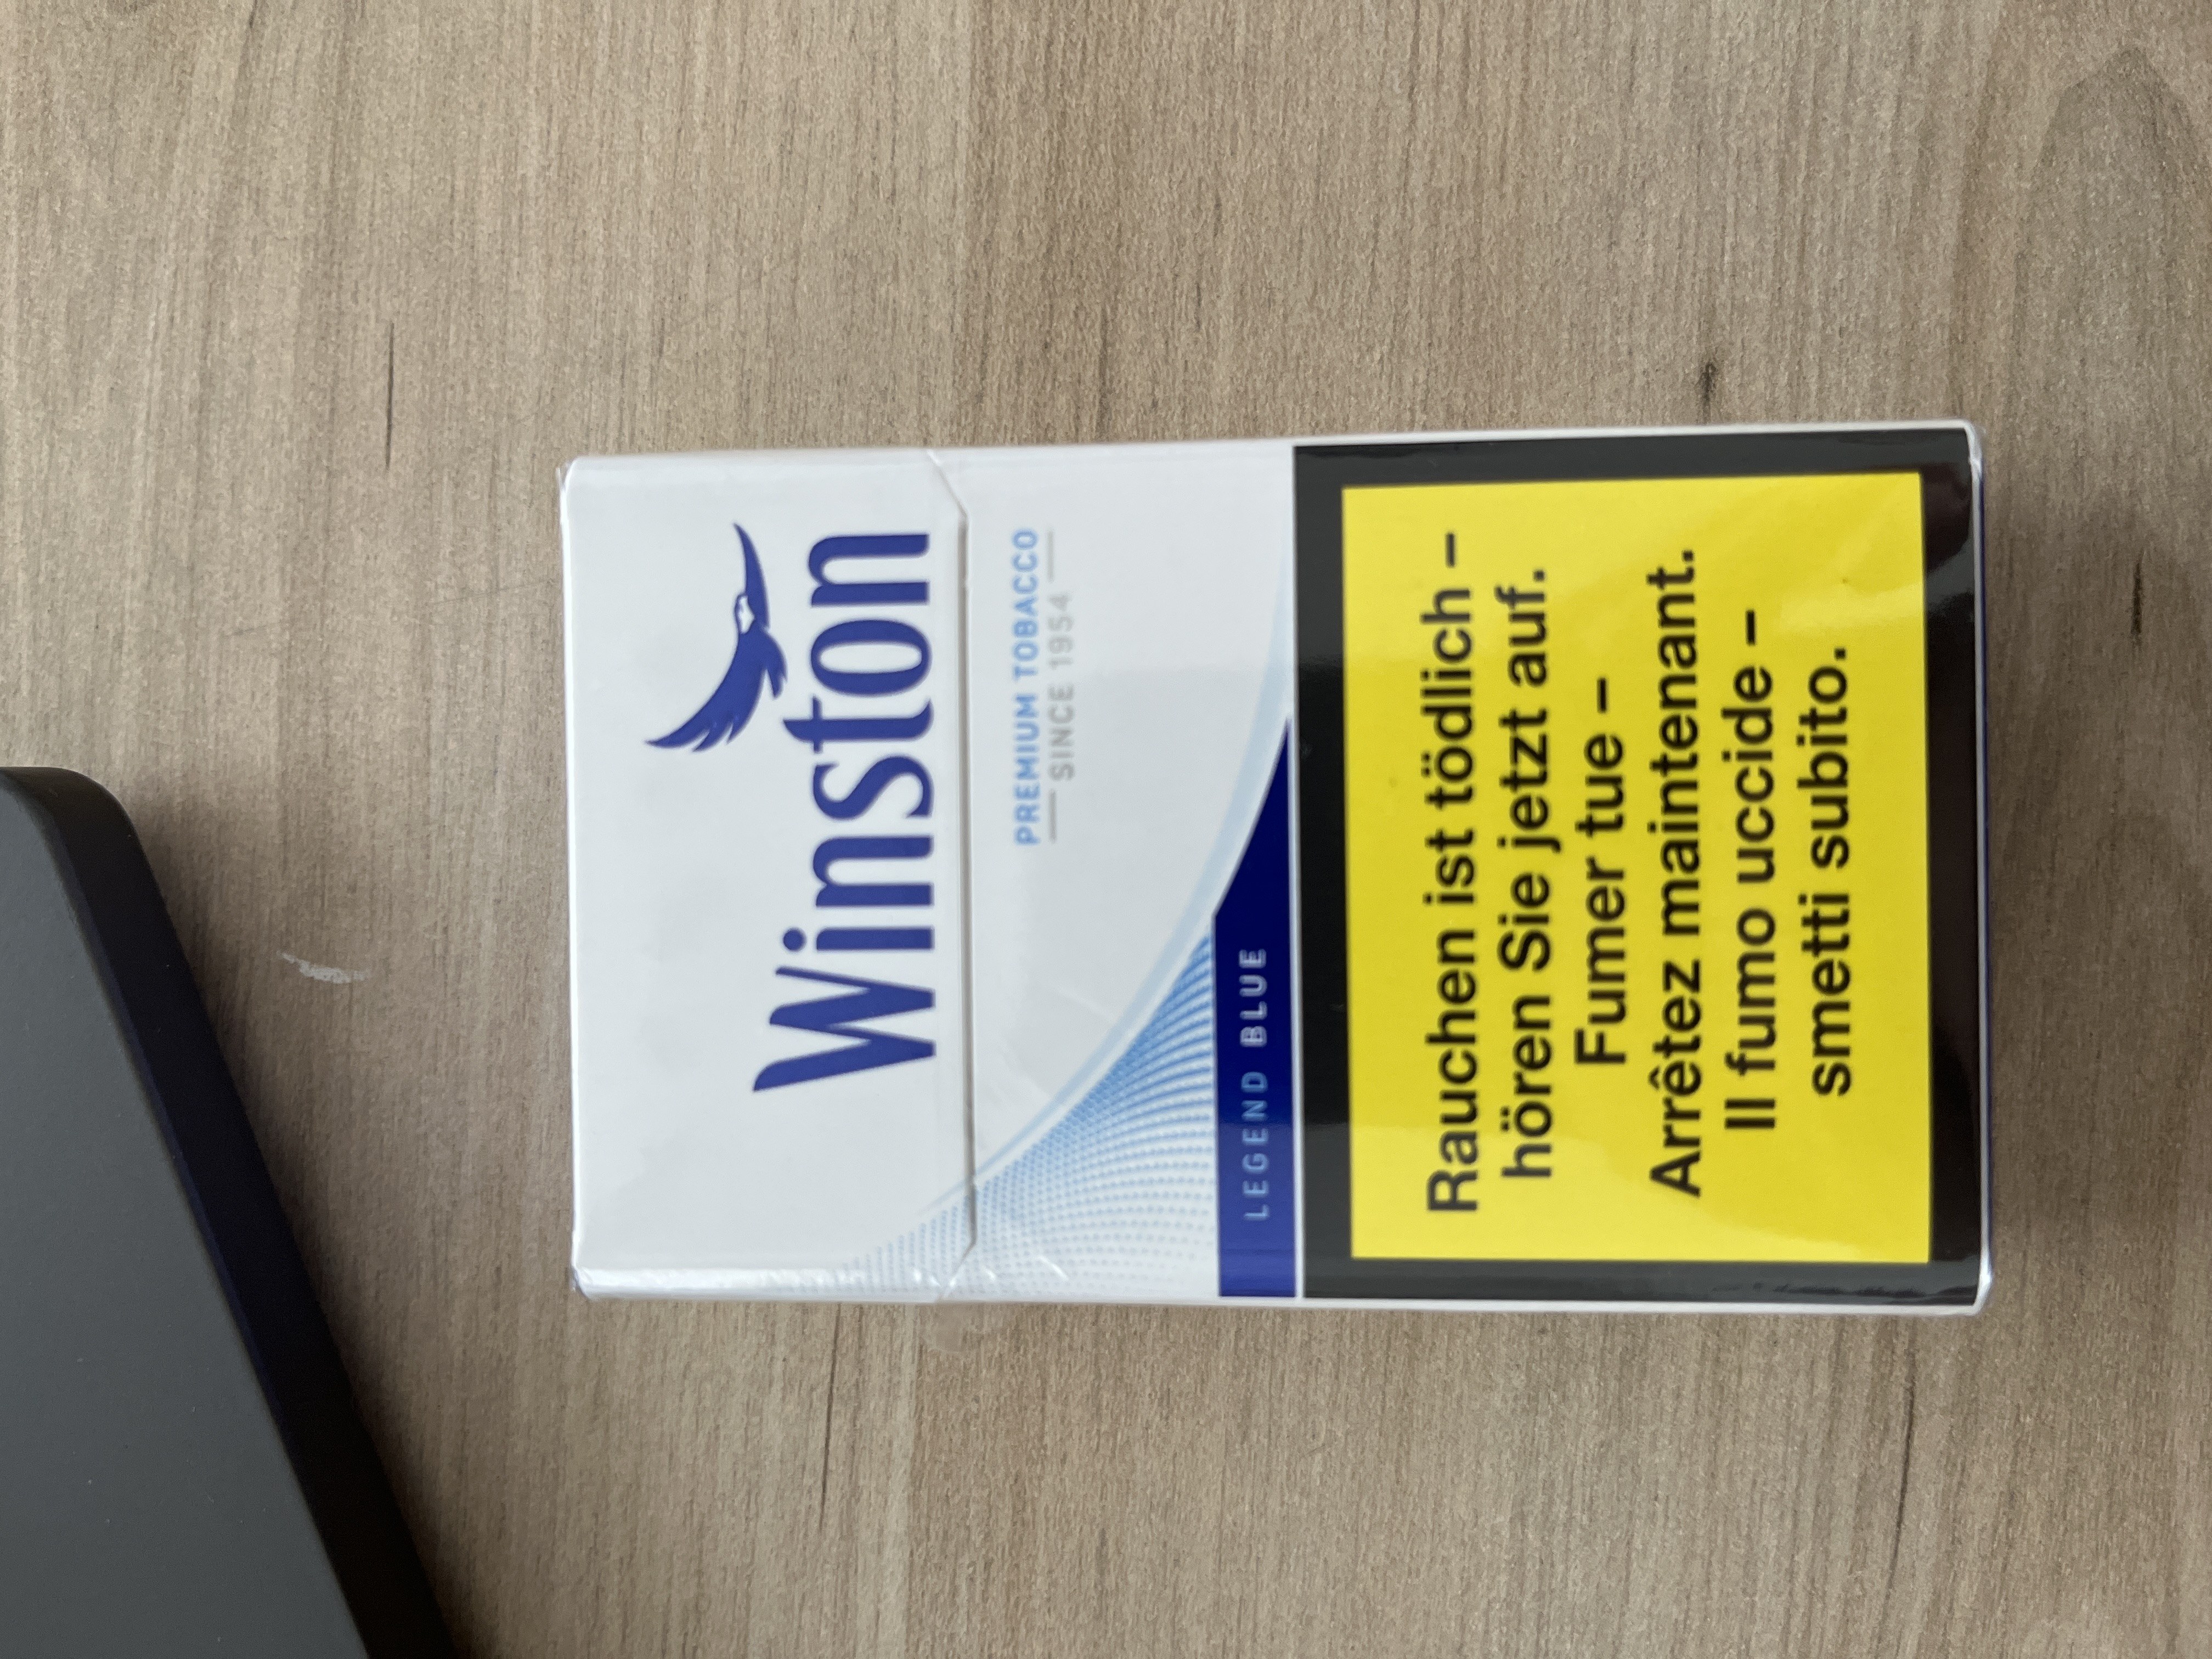 Winston
PREMIUM TOBACCO
SINCE 1954
LEGEND BLUE
Rauchen ist tödlich –
hören Sie jetzt auf.
Fumer tue –
Arrêtez maintenant.
Il fumo uccide –
smetti subito.